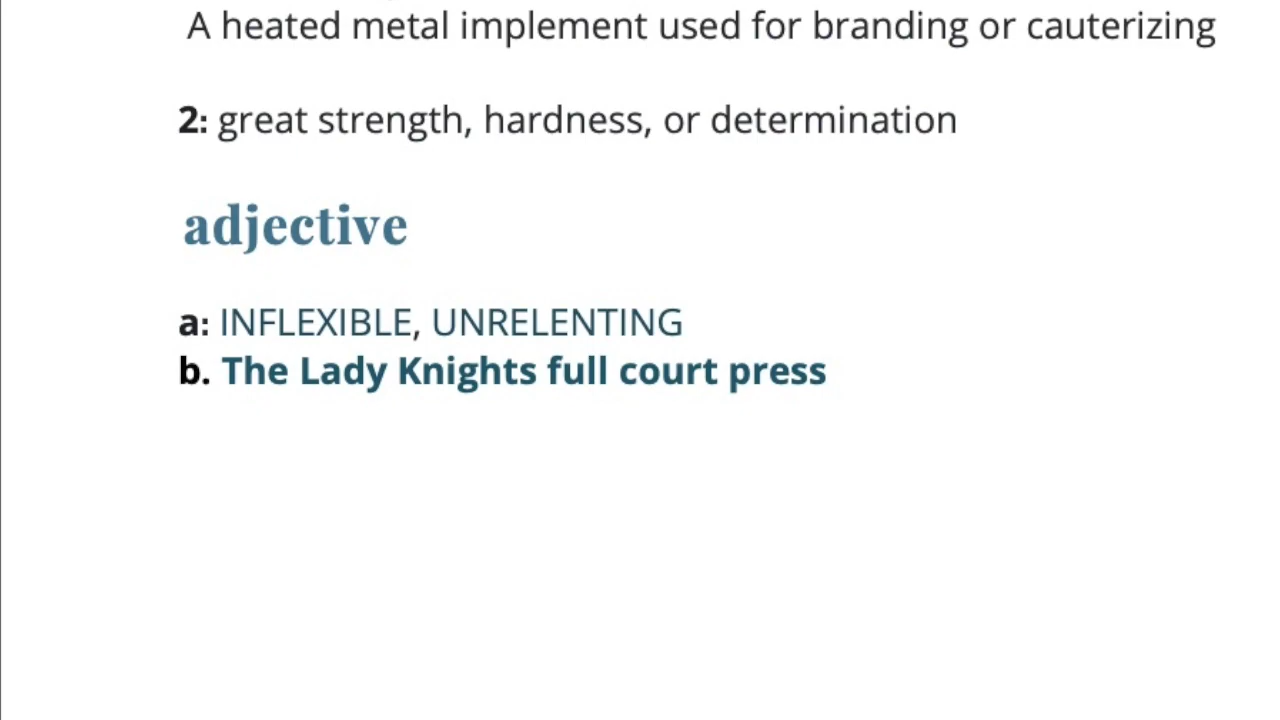 A heated metal implement used for branding or cauterizing
2: great strength, hardness, or determination
adjective
a: INFLEXIBLE, UNRELENTING
b. The Lady Knights full court press